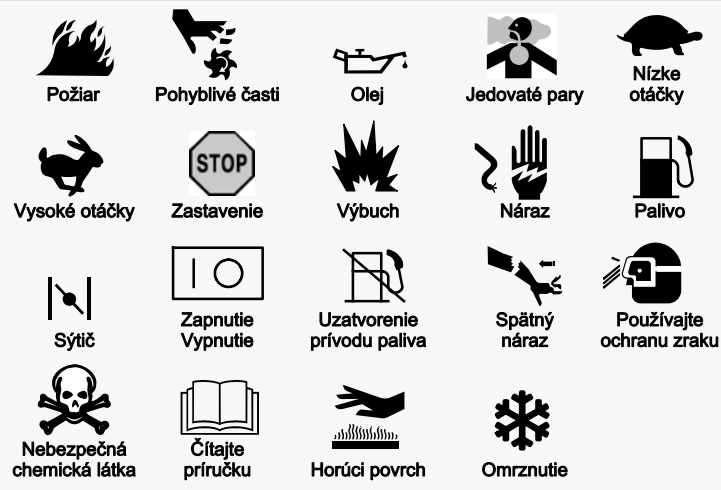 Požiar
Pohyblivé časti
Olej
Jedovaté pary
Nízke
otáčky
Vysoké otáčky
STOP
Zastavenie
Výbuch
Náraz
Palivo
Sýtič
Zapnutie
Vypnutie
Uzatvorenie
prívodu paliva
Spätný
náraz
Používajte
ochranu zraku
Nebezpečná
chemická látka
Čítajte
príručku
Horúci povrch
Omrznutie